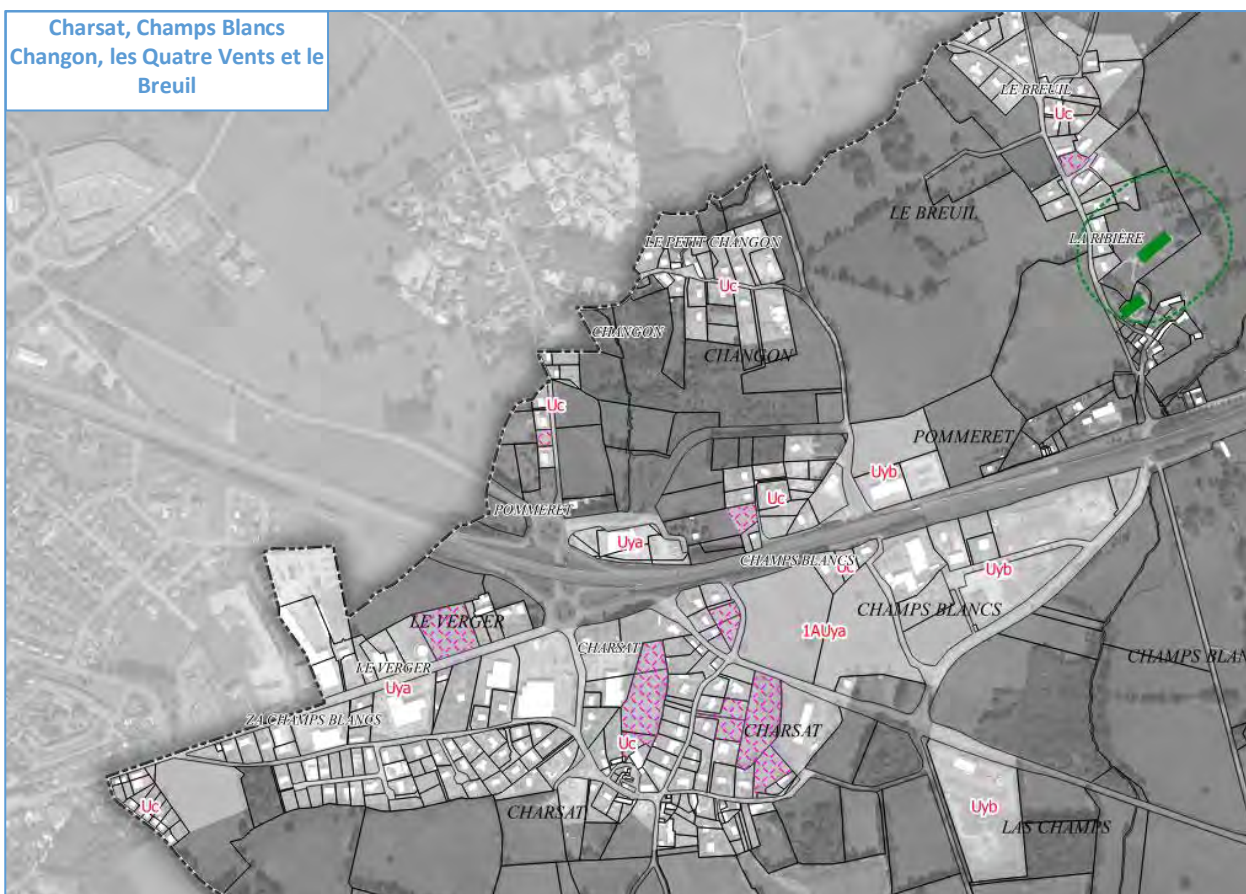 Charsat, Champs Blancs
Changon, les Quatre Vents et le
Breuil
LE BREUIL
Uc
LE BREUIL
LA RIBIÈRE
LE PETIT CHANGON
Uc
CHANGON
CHANGON
Uc
POMMERET
Uyb
Uc
POMMERET
Uya
CHAMPS BLANCS
Uc
Uyb
CHAMPS BLANCS
LE VERGER
1AUya
CHARSAT
CHAMPS BLAN
LE VERGER
Uya
ZA CHAMPS BLANCS
CHARSAT
Uc
Uc
CHARSAT
Uyb
LAS CHAMPS